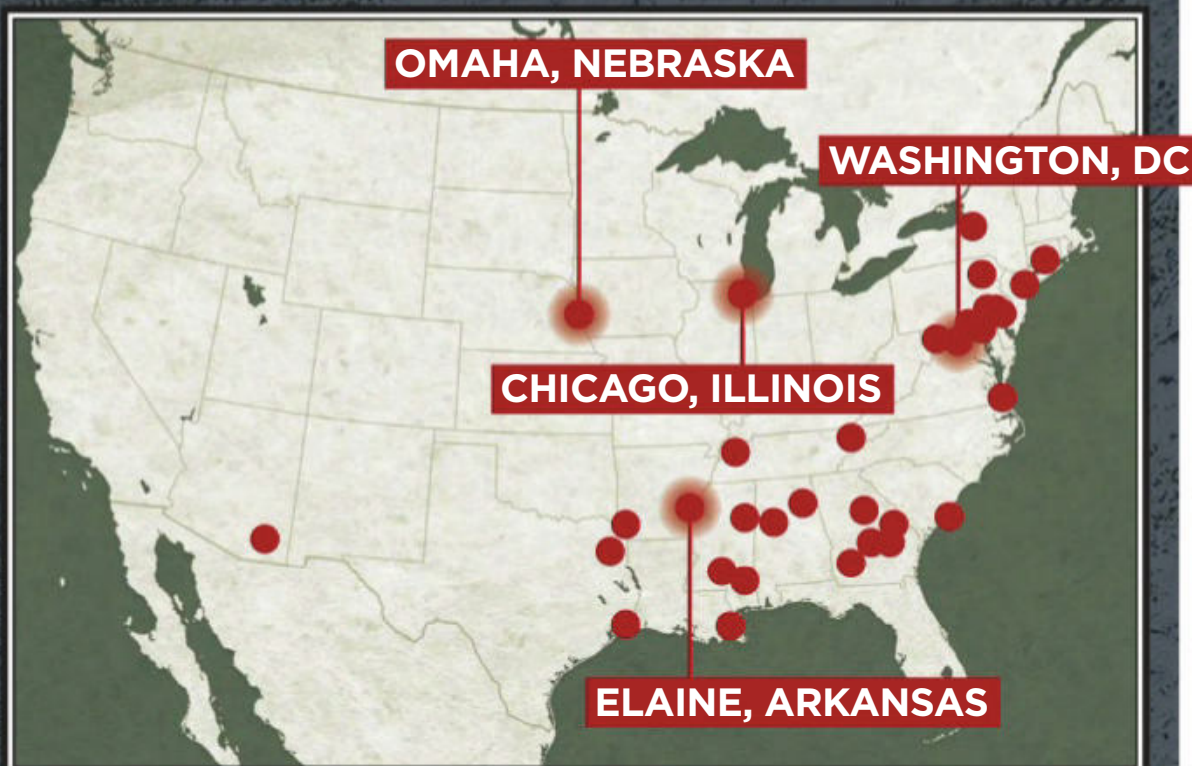 OMAHA, NEBRASKA
WASHINGTON, DC
CHICAGO, ILLINOIS
ELAINE, ARKANSAS